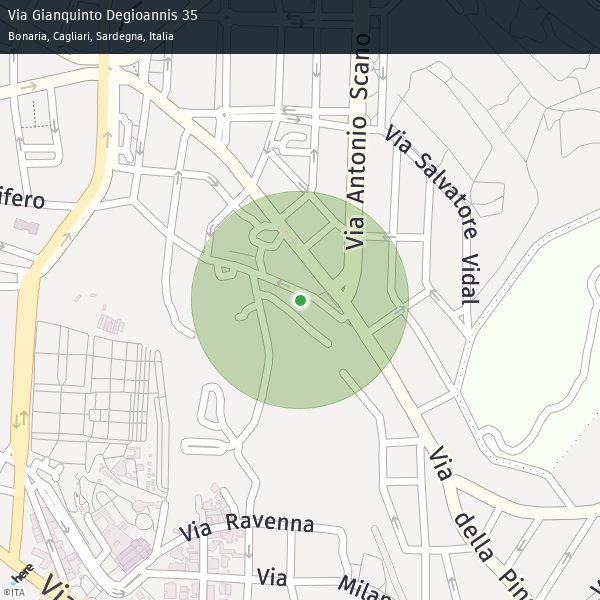 Via Gianquinto Degioannis 35
Bonaria, Cagliari, Sardegna, Italia
Via Antonio Scano
Via Salvatore Vidal
ifero
Via
della Pin
Via Ravenna
Via
Milan
Via
V
here
©ITA